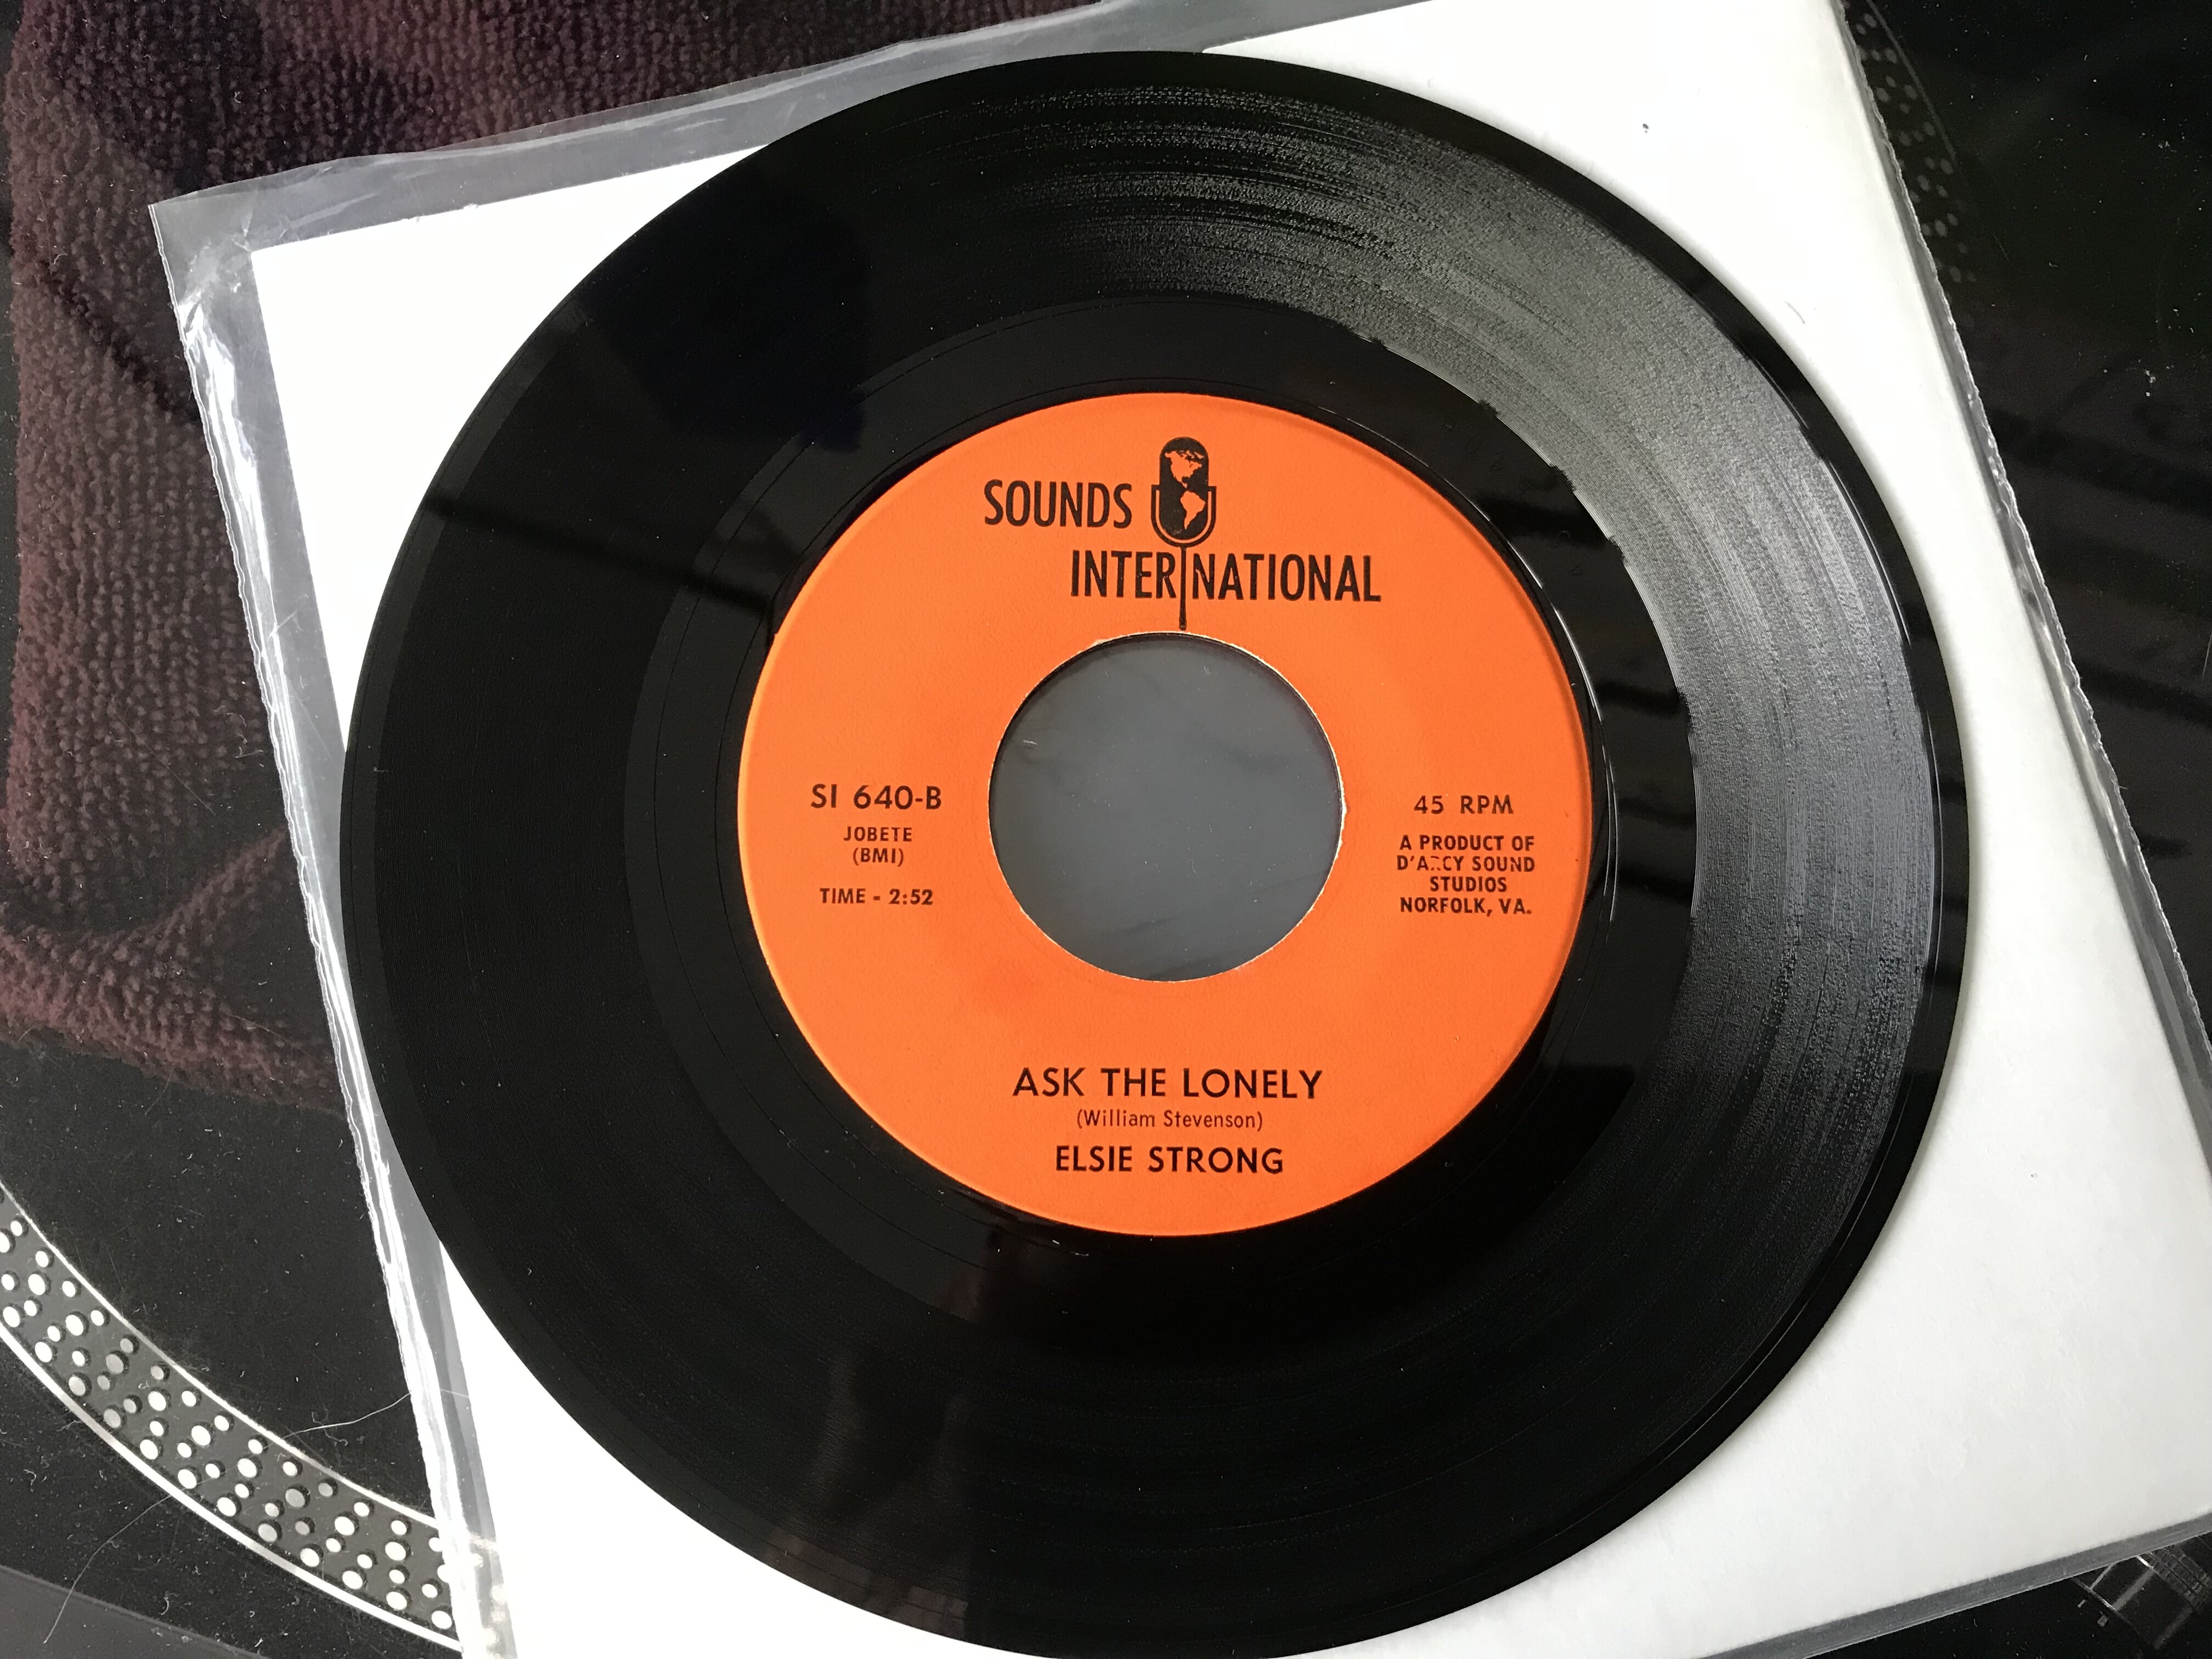 SOUNDS
INTERNATIONAL
SI 640-B
JOBETE
(BMI)
TIME - 2:52
45 RPM
A PRODUCT OF
D'ARCY SOUND
STUDIOS
NORFOLK, VA.
ASK THE LONELY
(William Stevenson)
ELSIE STRONG